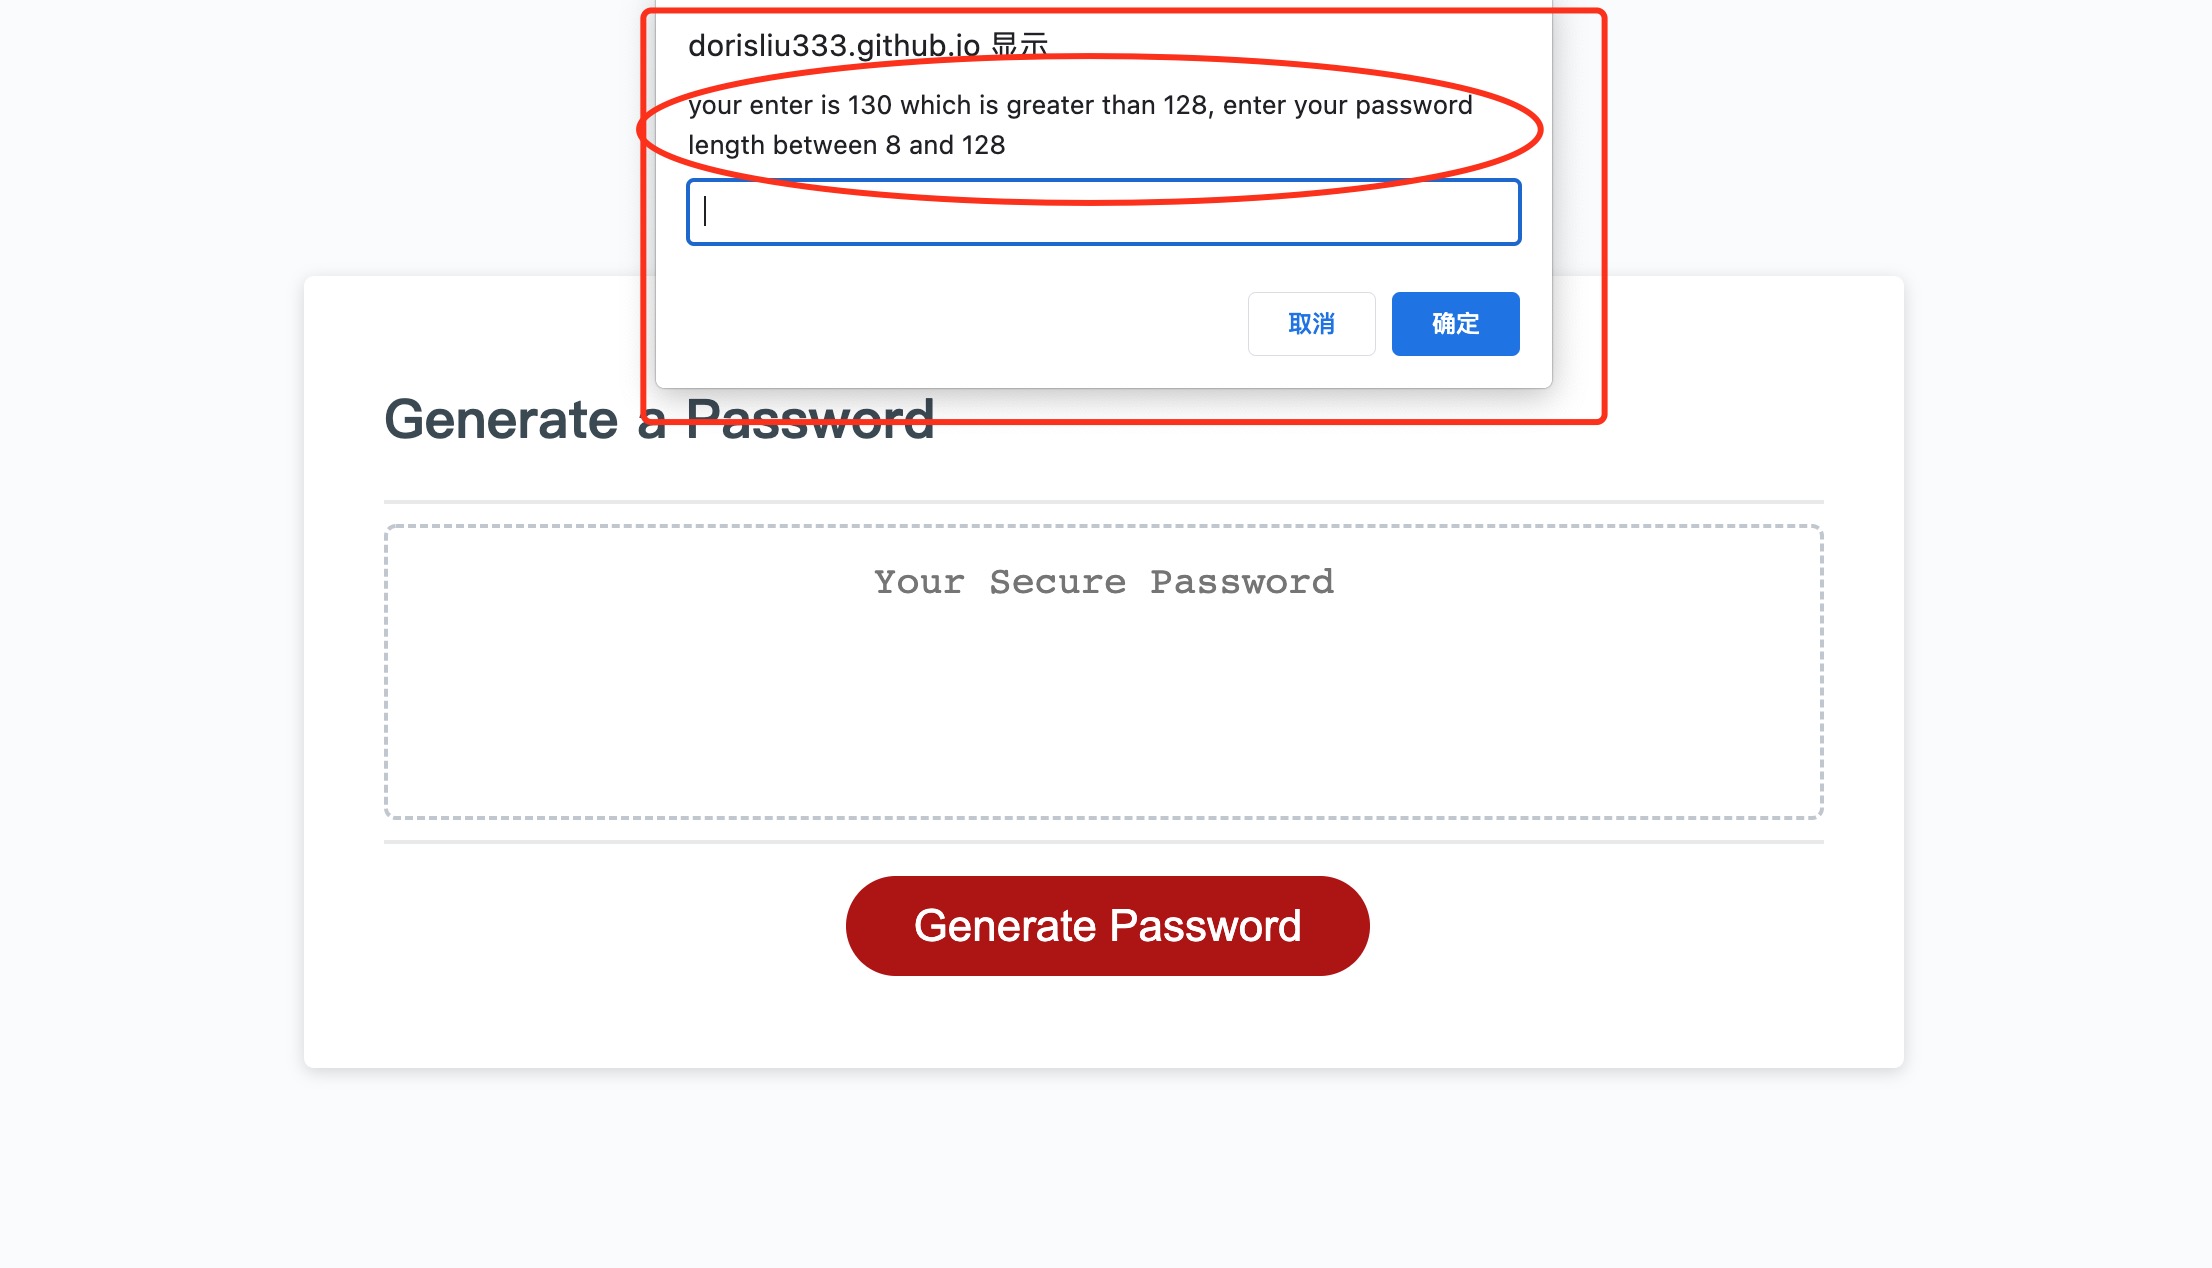 dorisliu333.github.io 显示
your enter is 130 which is greater than 128, enter your password
length between 8 and 128
取消
确定
Generate a Password
Your Secure Password
Generate Password